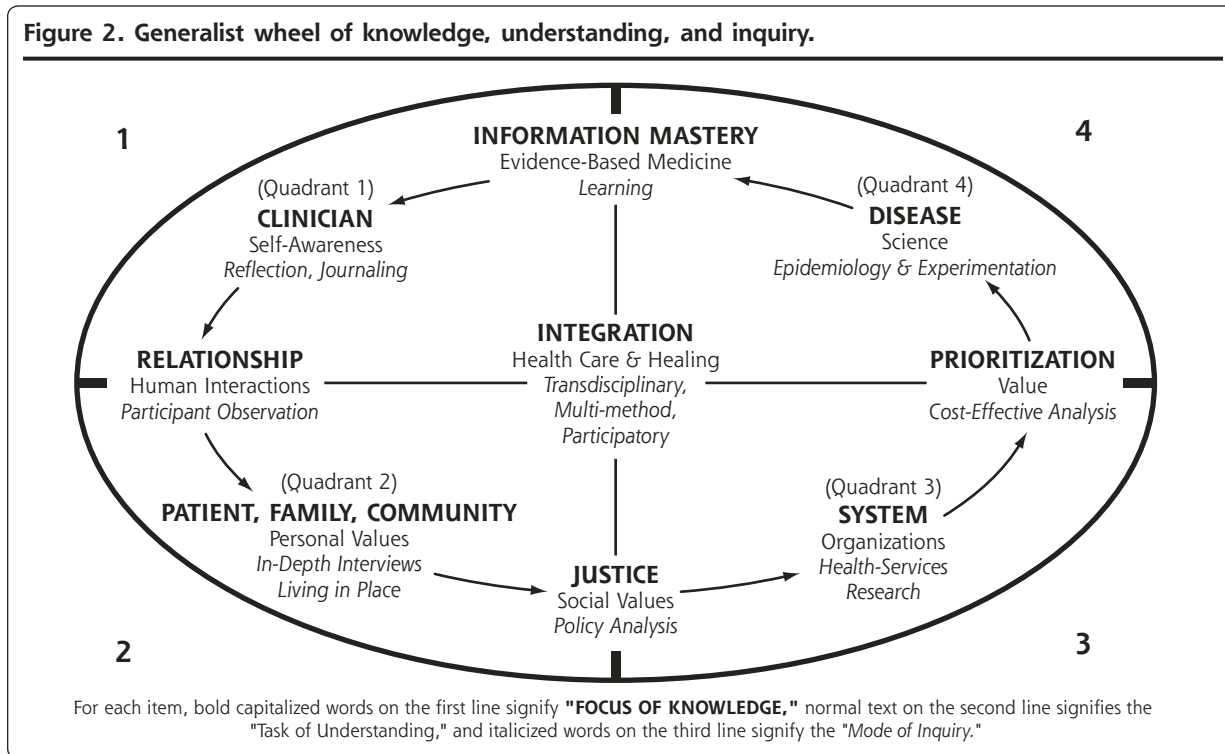 Figure 2. Generalist wheel of knowledge, understanding, and inquiry.
1
4
INFORMATION MASTERY
Evidence-Based Medicine
Learning
(Quadrant 1)
CLINICIAN
Self-Awareness
Reflection, Journaling
(Quadrant 4)
DISEASE
Science
Epidemiology & Experimentation
RELATIONSHIP
Human Interactions
Participant Observation
INTEGRATION
Health Care & Healing
Transdisciplinary,
Multi-method,
Participatory
PRIORITIZATION
Value
Cost-Effective Analysis
(Quadrant 2)
PATIENT, FAMILY, COMMUNITY
Personal Values
In-Depth Interviews
Living in Place
JUSTICE
Social Values
Policy Analysis
(Quadrant 3)
SYSTEM
Organizations
Health-Services
Research
2
3
For each item, bold capitalized words on the first line signify "FOCUS OF KNOWLEDGE," normal text on the second line signifies the
"Task of Understanding," and italicized words on the third line signify the "Mode of Inquiry."